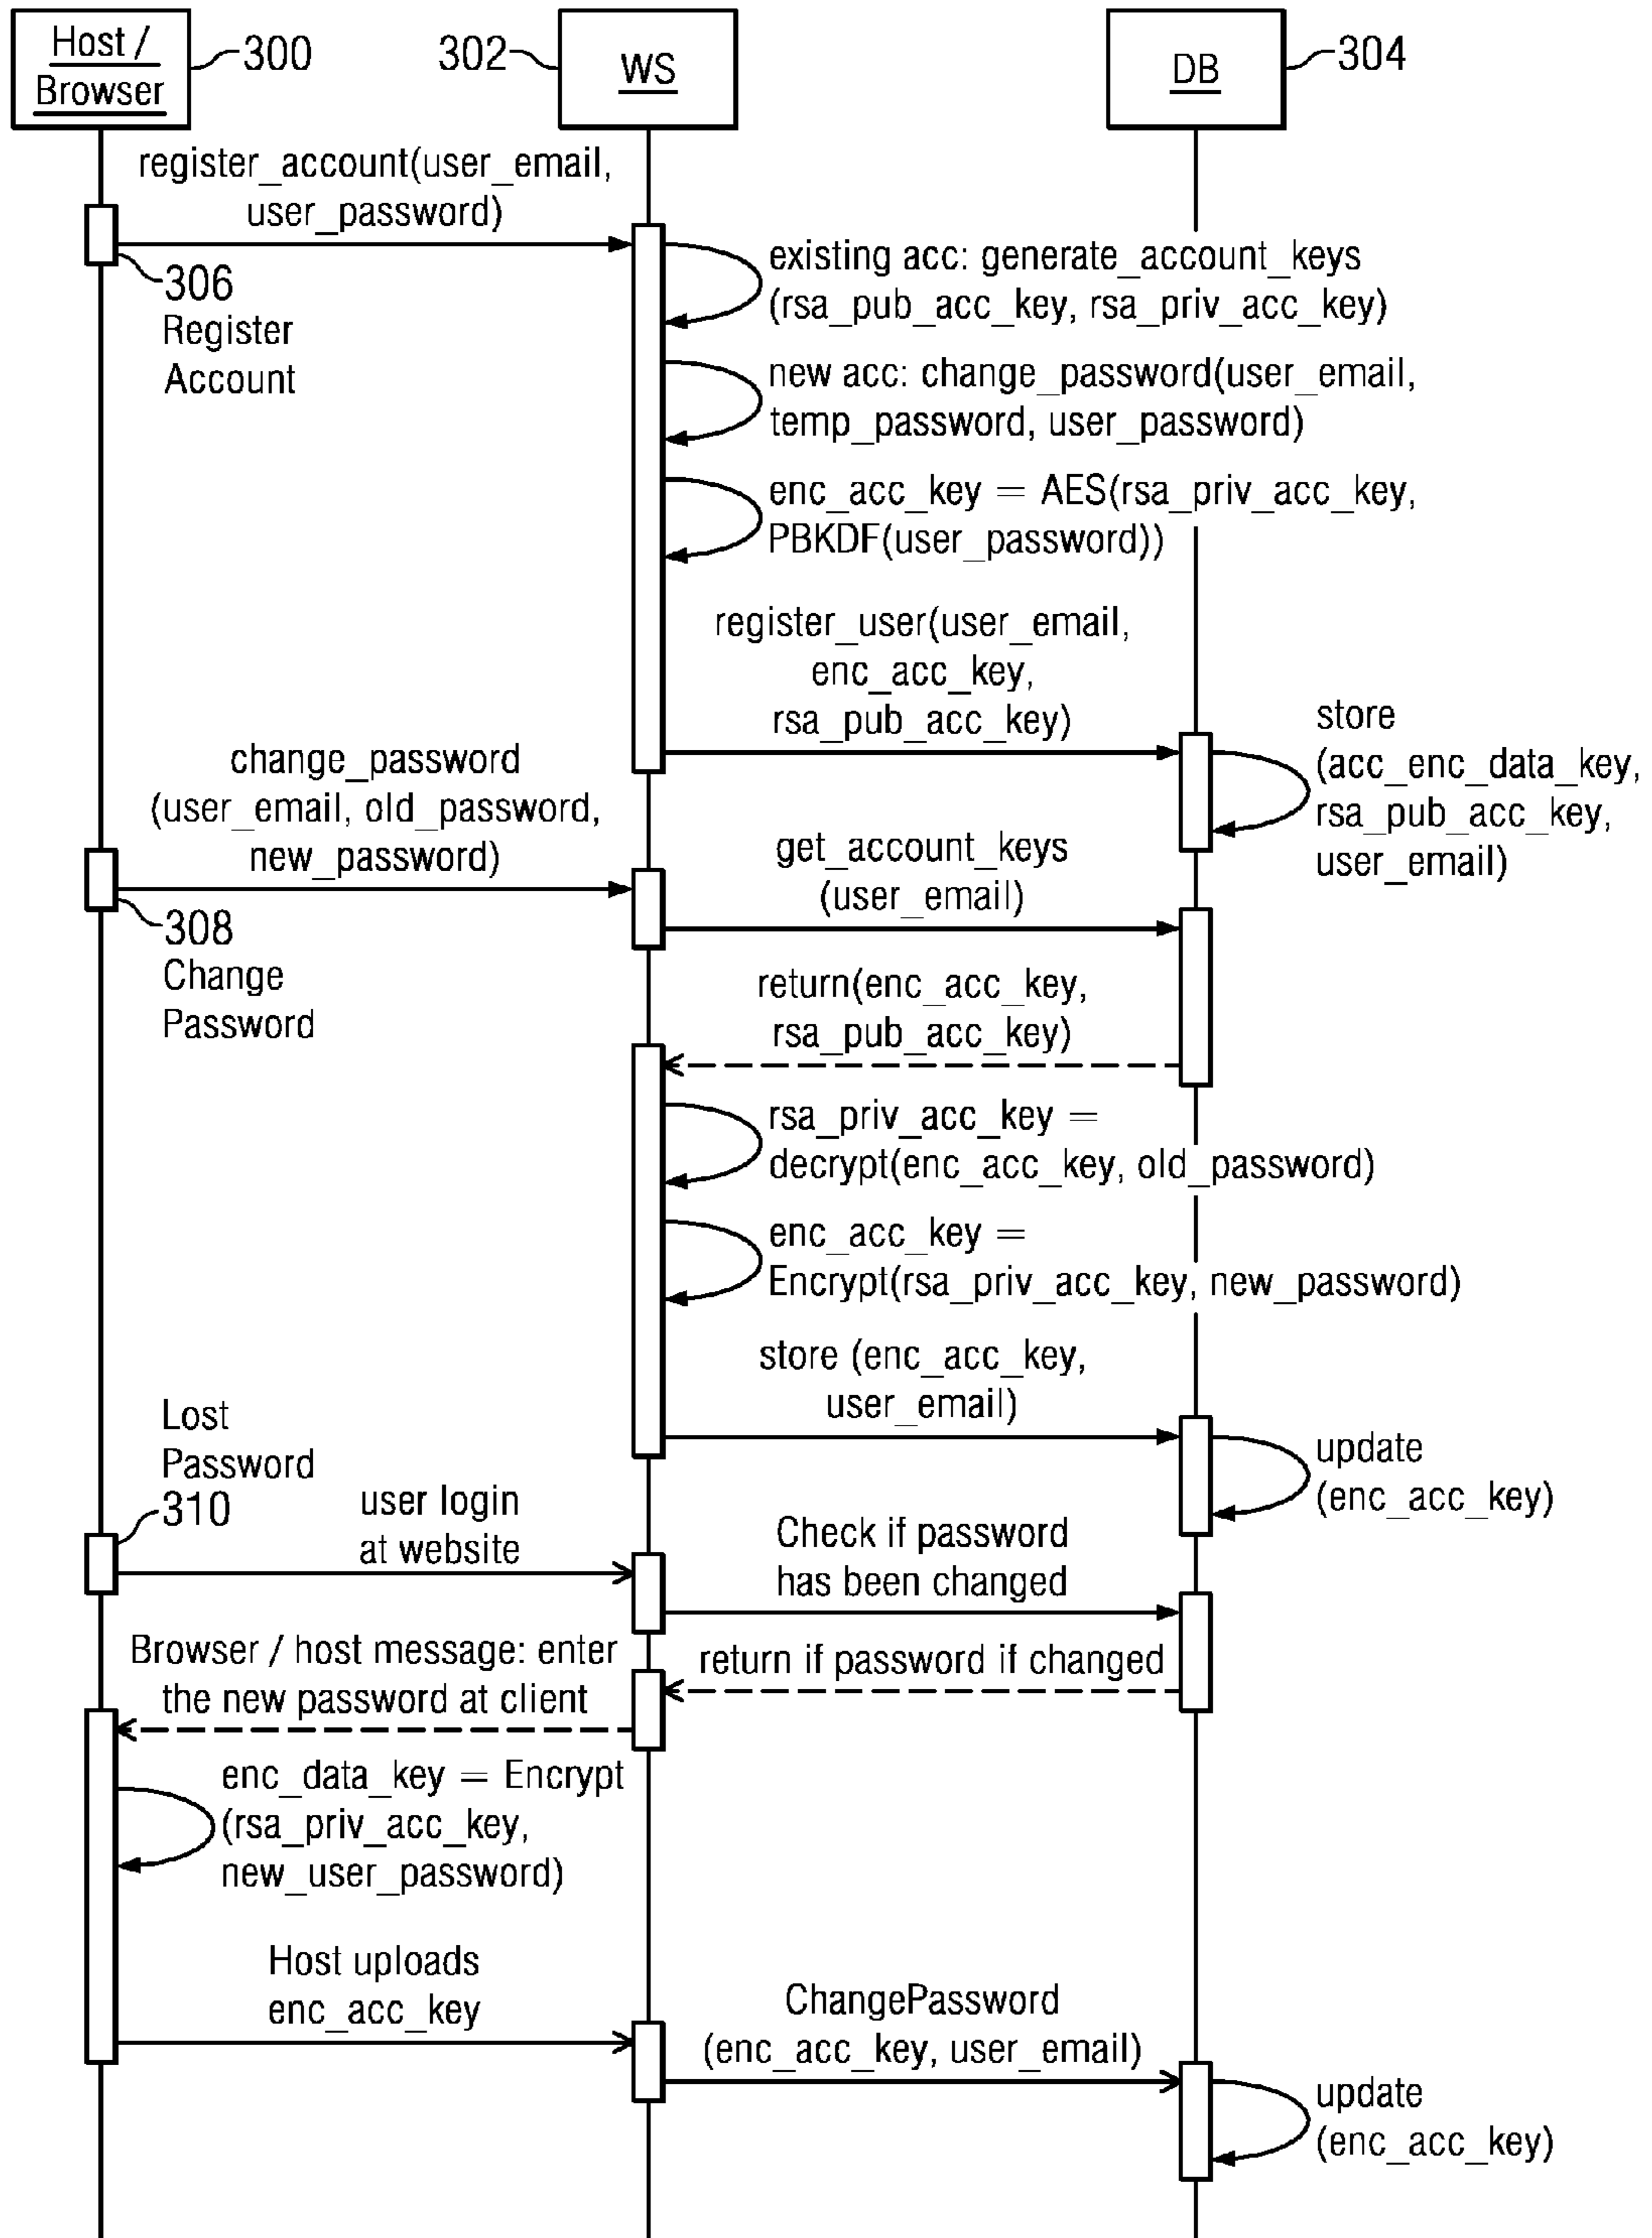 Host /
Browser
300
302
WS
DB
304
register_account(user_email,
user_password)
306
Register
Account
existing acc: generate_account_keys
(rsa_pub_acc_key, rsa_priv_acc_key)
new acc: change_password(user_email,
temp_password, user_password)
enc_acc_key = AES(rsa_priv_acc_key,
PBKDF(user_password))
register_user(user_email,
enc_acc_key,
rsa_pub_acc_key)
store
(acc_enc_data_key,
rsa_pub_acc_key,
user_email)
change_password
(user_email, old_password,
new_password)
308
Change
Password
get_account_keys
(user_email)
return(enc_acc_key,
rsa_pub_acc_key)
rsa_priv_acc_key =
decrypt(enc_acc_key, old_password)
enc_acc_key =
Encrypt(rsa_priv_acc_key, new_password)
store (enc_acc_key,
user_email)
update
(enc_acc_key)
Lost
Password
310
user login
at website
Check if password
has been changed
return if password if changed
Browser / host message: enter
the new password at client
enc_data_key = Encrypt
(rsa_priv_acc_key,
new_user_password)
Host uploads
enc_acc_key
ChangePassword
(enc_acc_key, user_email)
update
(enc_acc_key)